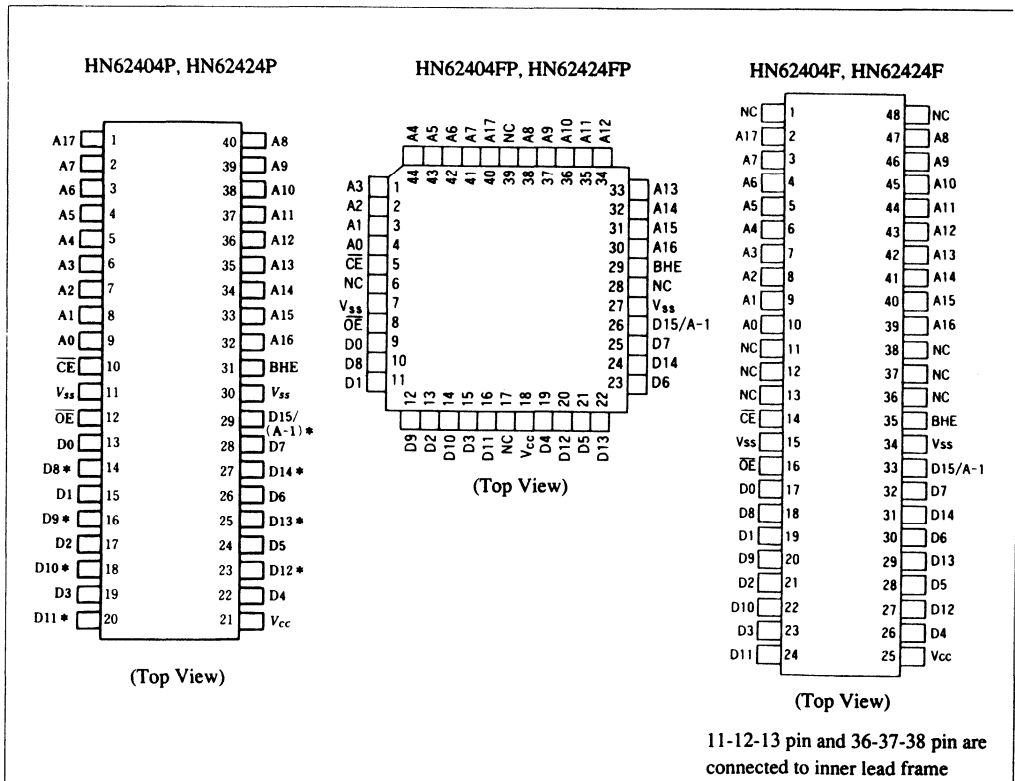 HN62404P, HN62424P
A17 1 40 A8
A7 2 39 A9
A6 3 38 A10
A5 4 37 A11
A4 5 36 A12
A3 6 35 A13
A2 7 34 A14
A1 8 33 A15
A0 9 32 A16
CE 10 31 BHE
Vss 11 30 Vss
OE 12 29 D15/
(A-1)*
D0 13 28 D7
D8* 14 27 D14*
D1 15 26 D6
D9* 16 25 D13*
D2 17 24 D5
D10* 18 23 D12*
D3 19 22 D4
D11* 20 21 Vcc
(Top View)
HN62404FP, HN62424FP
A4 A5 A6 A7 A17 NC A8 A9 A10 A11 A12
44 43 42 41 40 39 38 37 36 35 34
A3 1 33 A13
A2 2 32 A14
A1 3 31 A15
A0 4 30 A16
CE 5 29 BHE
NC 6 28 NC
Vss 7 27 Vss
OE 8 26 D15/A-1
D0 9 25 D7
D8 10 24 D14
D1 11 23 D6
12 13 14 15 16 17 18 19 20 21 22
D9 D2 D10 D3 D11 NC Vcc D4 D12 D5 D13
(Top View)
HN62404F, HN62424F
NC 1 48 NC
A17 2 47 A8
A7 3 46 A9
A6 4 45 A10
A5 5 44 A11
A4 6 43 A12
A3 7 42 A13
A2 8 41 A14
A1 9 40 A15
A0 10 39 A16
NC 11 38 NC
NC 12 37 NC
NC 13 36 NC
CE 14 35 BHE
Vss 15 34 Vss
OE 16 33 D15/A-1
D0 17 32 D7
D8 18 31 D14
D1 19 30 D6
D9 20 29 D13
D2 21 28 D5
D10 22 27 D12
D3 23 26 D4
D11 24 25 Vcc
(Top View)
11-12-13 pin and 36-37-38 pin are
connected to inner lead frame